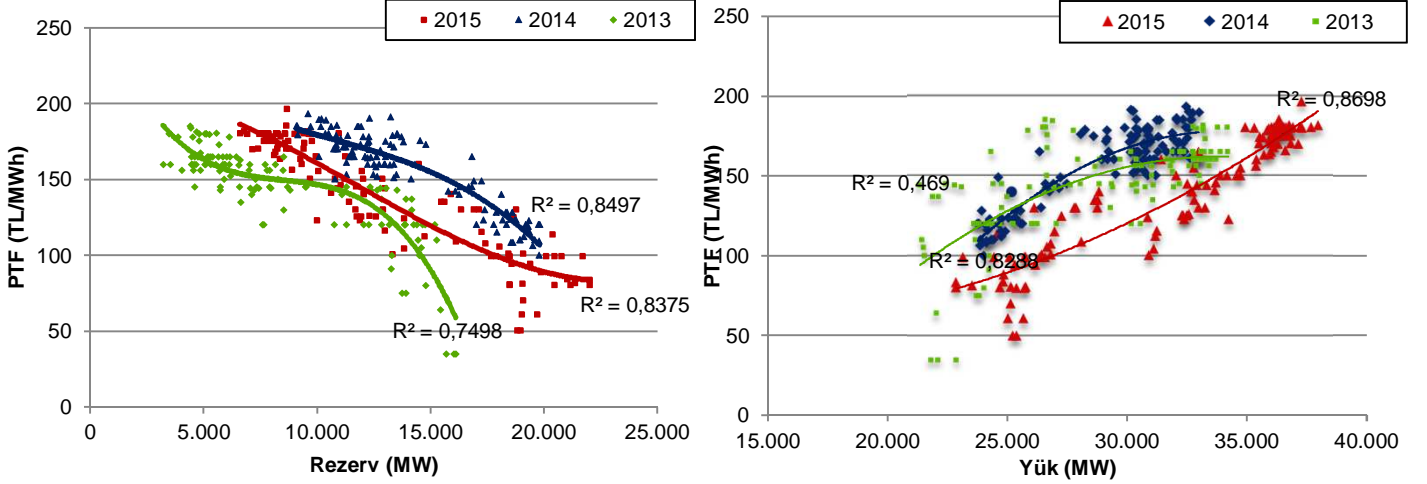 2015 2014 2013
250
200
150
100
50
0
PTF (TL/MWh)
R² = 0,8497
R² = 0,8375
R² = 0,7498
0 5.000 10.000 15.000 20.000 25.000
Rezerv (MW)
2015 2014 2013
250
200
150
100
50
0
PTF (TL/MWh)
R² = 0,8698
R² = 0,469
R² = 0,8288
15.000 20.000 25.000 30.000 35.000 40.000
Yük (MW)